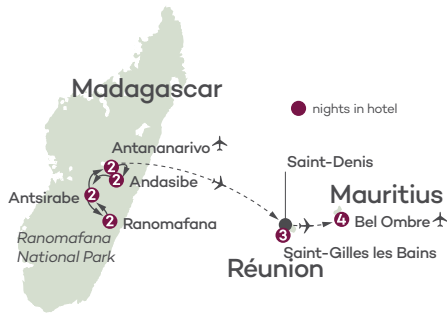 Madagascar
nights in hotel
Antananarivo
2
2
Andasibe
Saint-Denis
Antsirabe
2
Mauritius
2
Ranomafana
4
Bel Ombre
Ranomafana
National Park
3
Saint-Gilles les Bains
Réunion